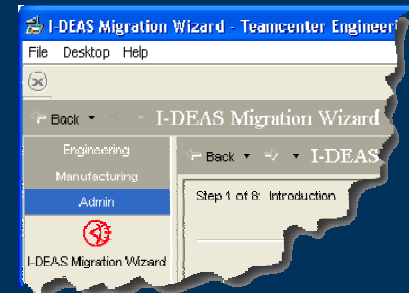 I-DEAS Migration Wizard - Teamcenter Engineeri
File Desktop Help
Back I-DEAS Migration Wizard
Engineering
Back I-DEAS
Manufacturing
Admin
Step 1 of 8: Introduction
I-DEAS Migration Wizard